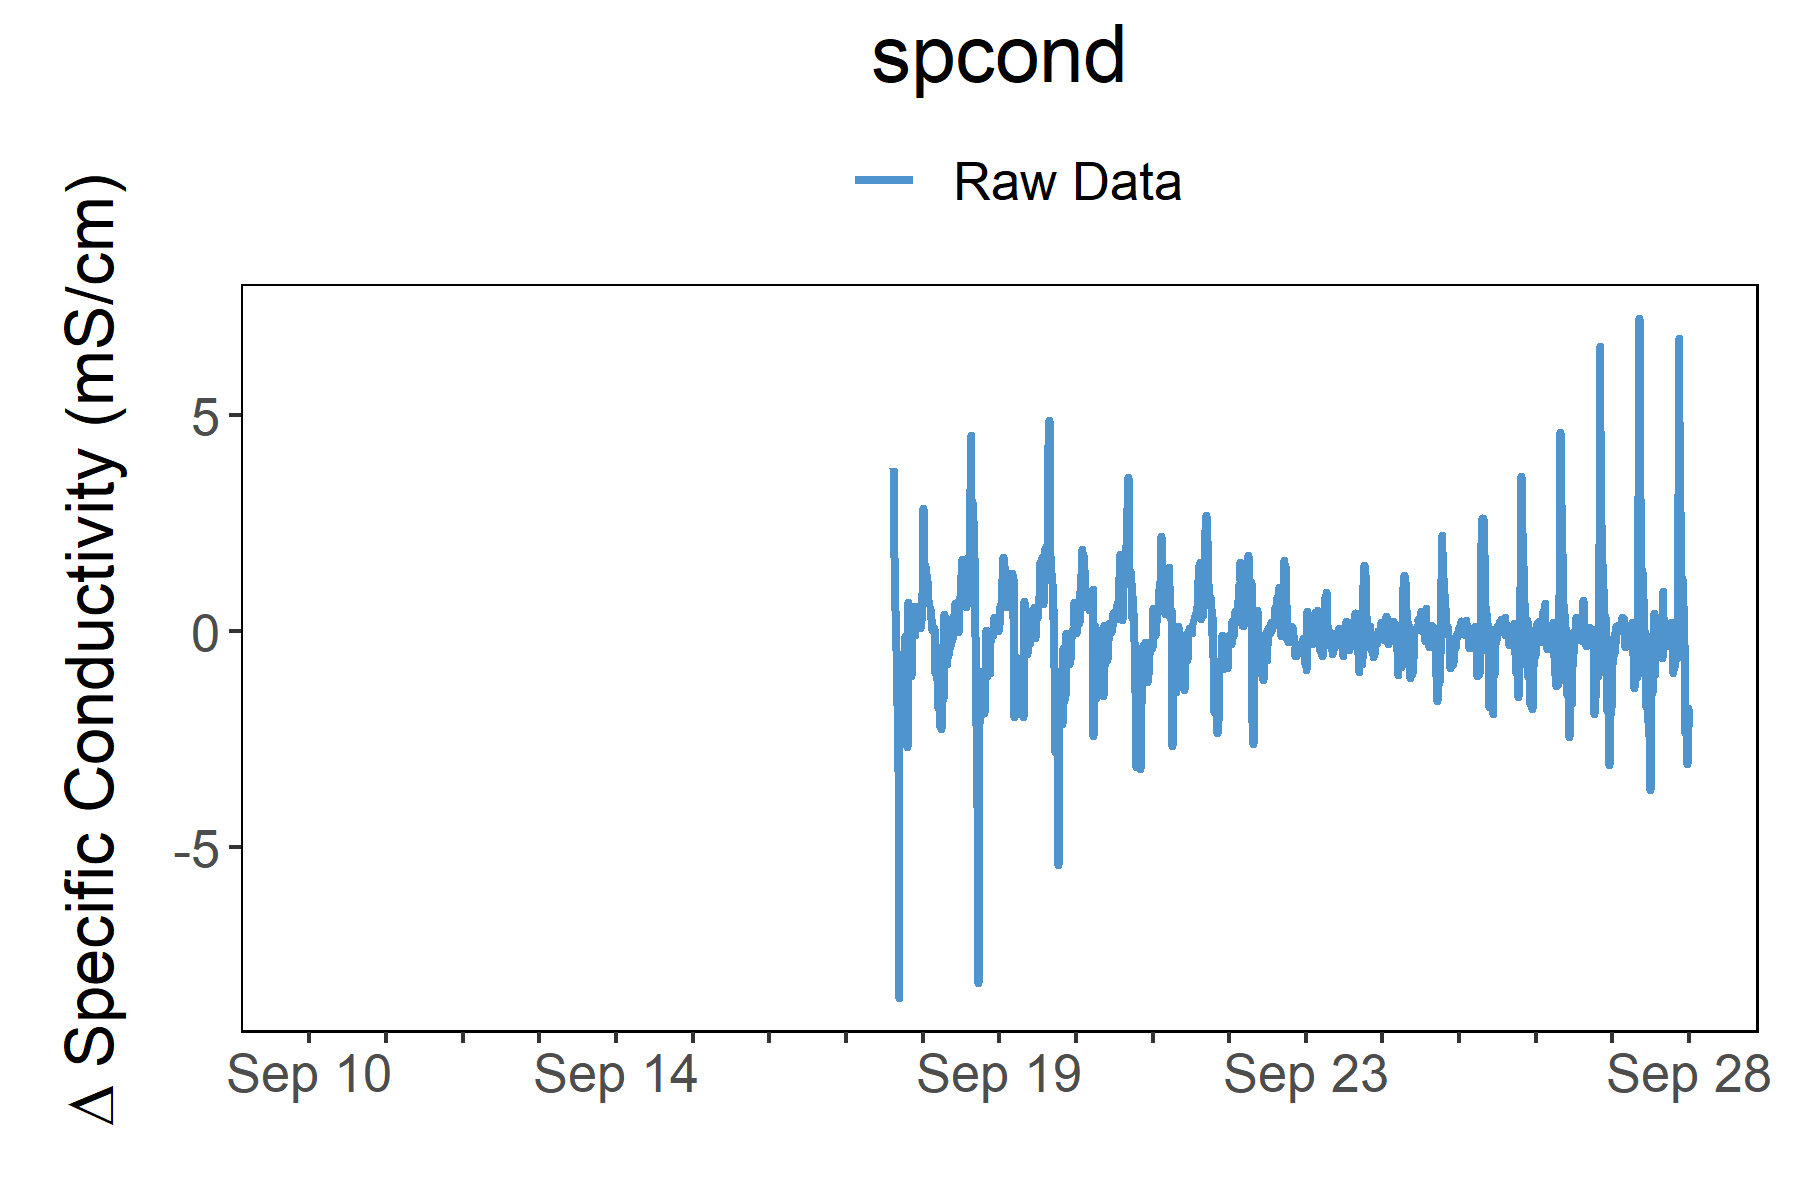 spcond
Raw Data
Δ Specific Conductivity (mS/cm)
5
0
-5
Sep 10 Sep 14 Sep 19 Sep 23 Sep 28